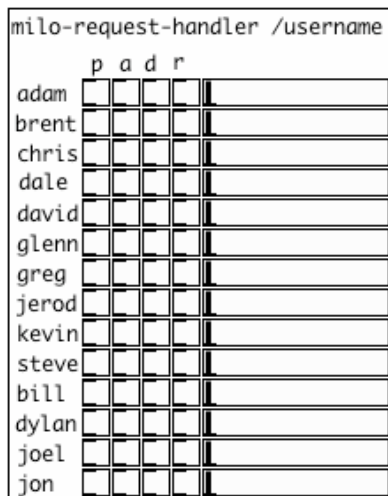 milo-request-handler /username
p a d r
adam
brent
chris
dale
david
glenn
greg
jerod
kevin
steve
bill
dylan
joel
jon